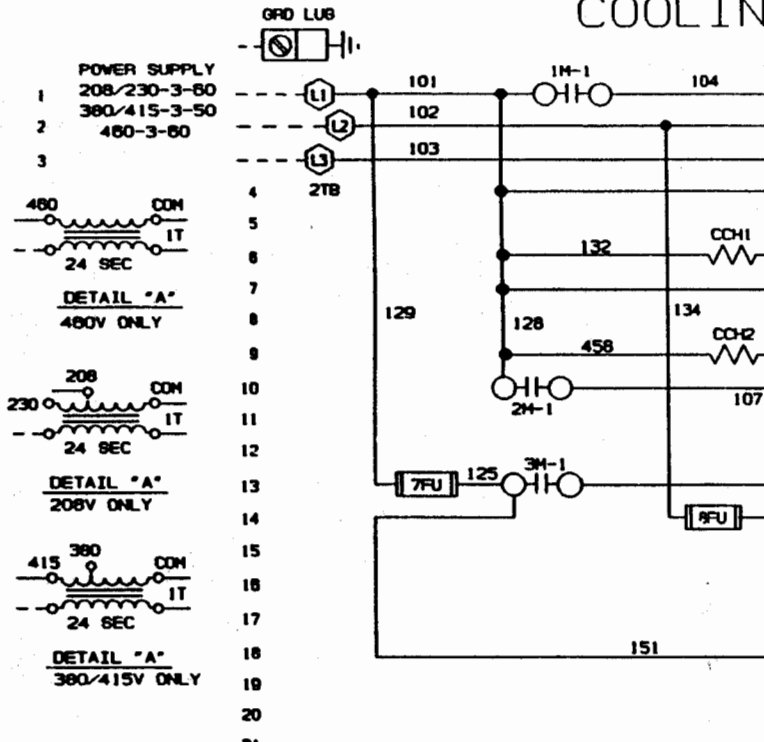 GRD LUG
COOLIN
POWER SUPPLY
1 208/230-3-60 L1 101 1M-1 104
380/415-3-50
2 460-3-60 L2 102
3 L3 103
2TB
4
460 COM
5
1T
24 SEC
6 132 CCH1
DETAIL "A"
460V ONLY
7
8 129 128 134
9 458 CCH2
208
230 COM
10 2M-1 107
1T
11
24 SEC
12
DETAIL "A"
208V ONLY
13 7FU 125 3M-1
14 8FU
380
415 COM
15
16
1T
24 SEC
17
DETAIL "A"
380/415V ONLY
18 151
19
20